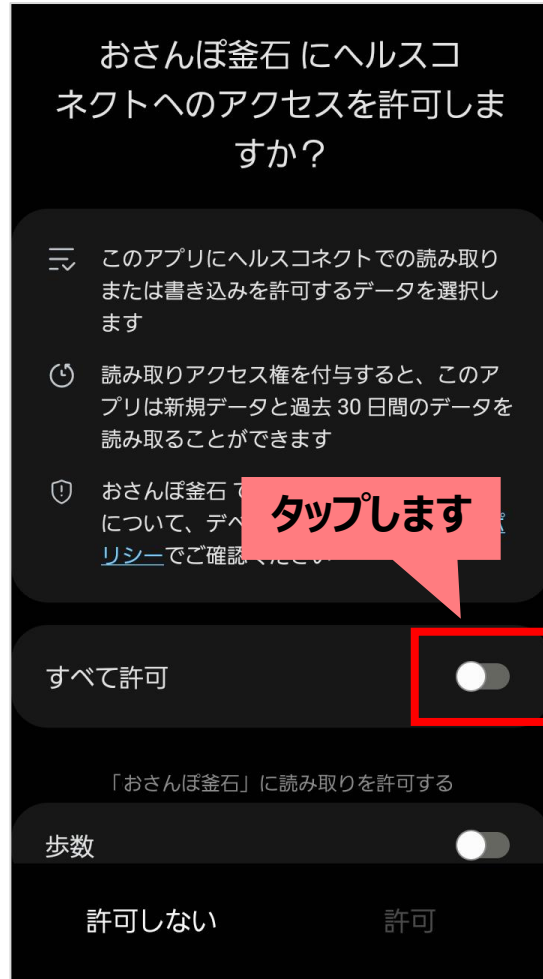 おさんぽ釜石 にヘルスコ
ネクトへのアクセスを許可しま
すか？
このアプリにヘルスコネクトでの読み取り
または書き込みを許可するデータを選択し
ます
読み取りアクセス権を付与すると、このア
プリは新規データと過去 30 日間のデータを
読み取ることができます
おさんぽ釜石
について、デベ
リシーでご確認ください
タップします
すべて許可
「おさんぽ釜石」に読み取りを許可する
歩数
許可しない
許可